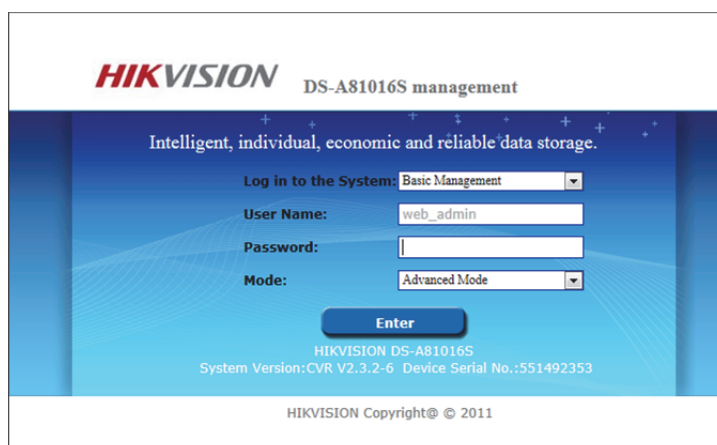 HIKVISION DS-A81016S management
Intelligent, individual, economic and reliable data storage.
Log in to the System: Basic Management
User Name: web_admin
Password:
Mode: Advanced Mode
Enter
HIKVISION DS-A81016S
System Version:CVR V2.3.2-6 Device Serial No.:551492353
HIKVISION Copyright@ © 2011